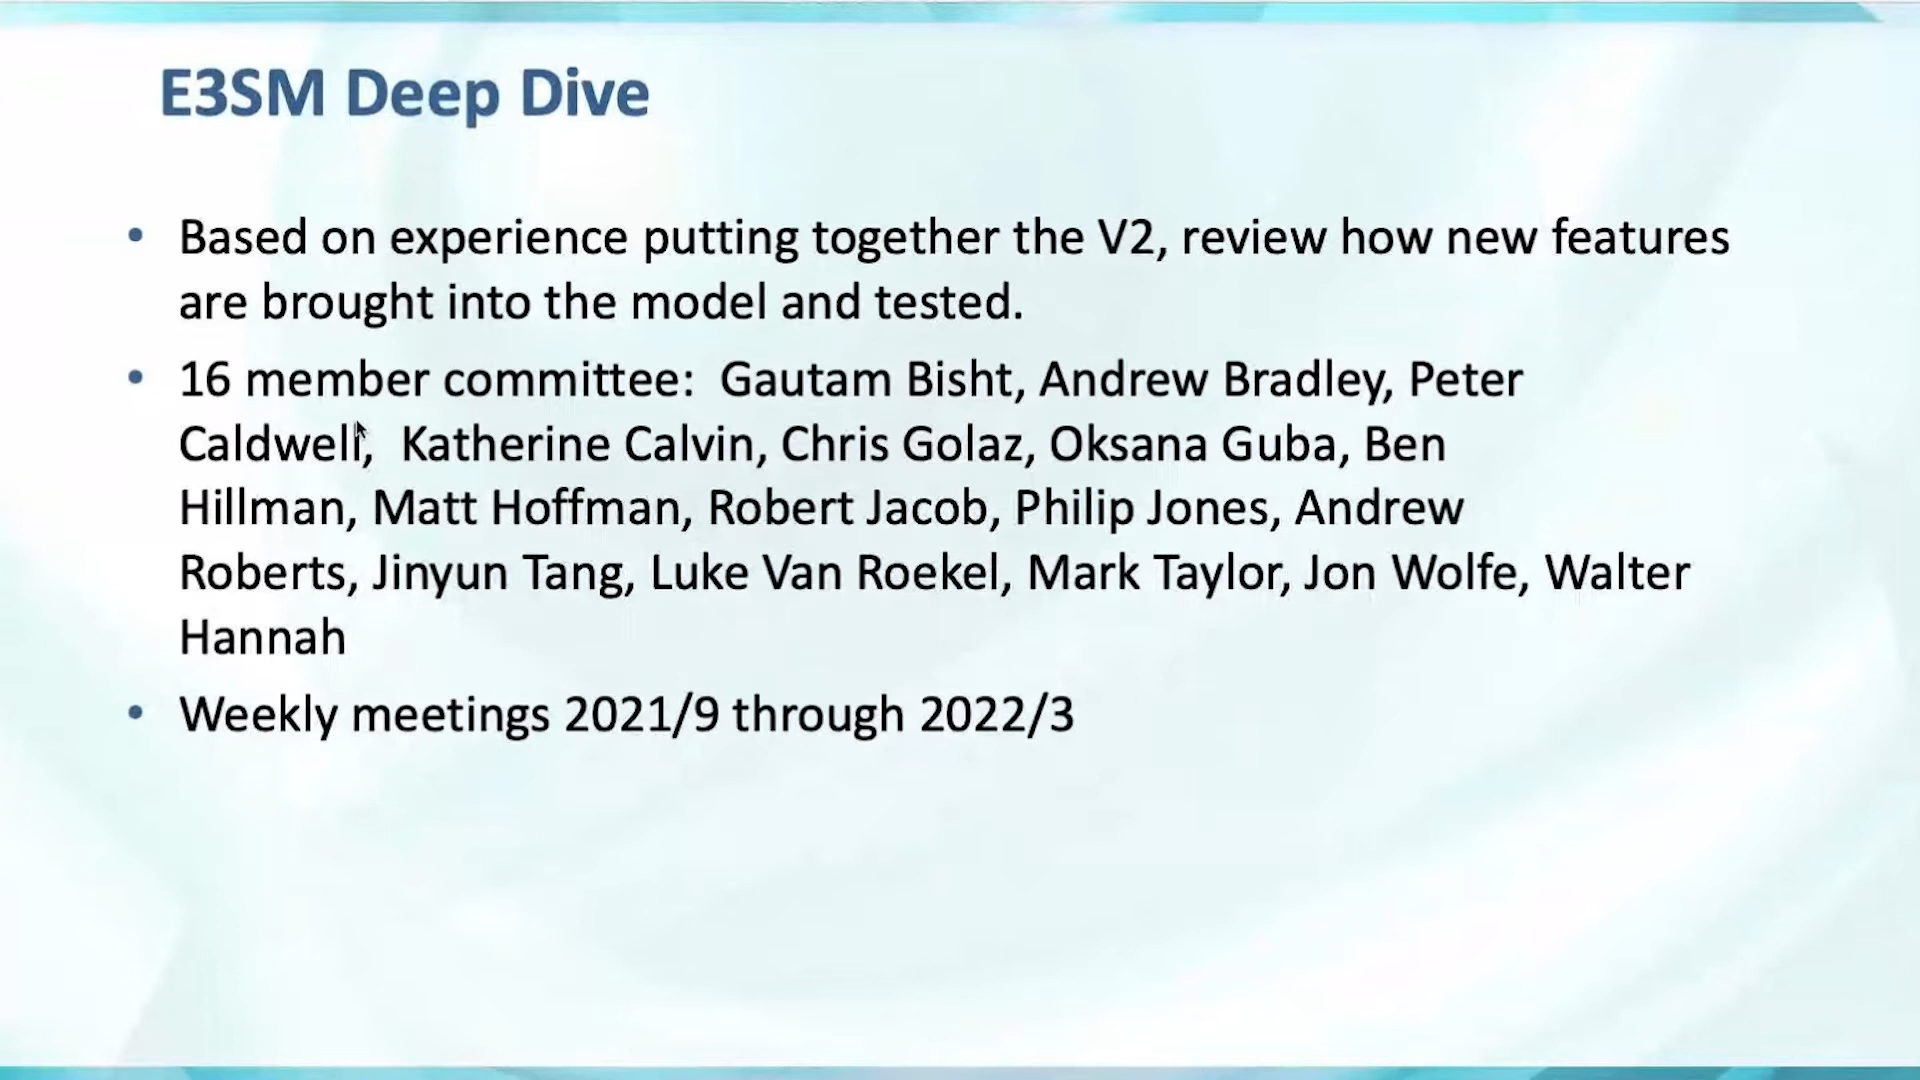 E3SM Deep Dive
• Based on experience putting together the V2, review how new features
are brought into the model and tested.
• 16 member committee:  Gautam Bisht, Andrew Bradley, Peter
Caldwell,  Katherine Calvin, Chris Golaz, Oksana Guba, Ben
Hillman, Matt Hoffman, Robert Jacob, Philip Jones, Andrew
Roberts, Jinyun Tang, Luke Van Roekel, Mark Taylor, Jon Wolfe, Walter
Hannah
• Weekly meetings 2021/9 through 2022/3